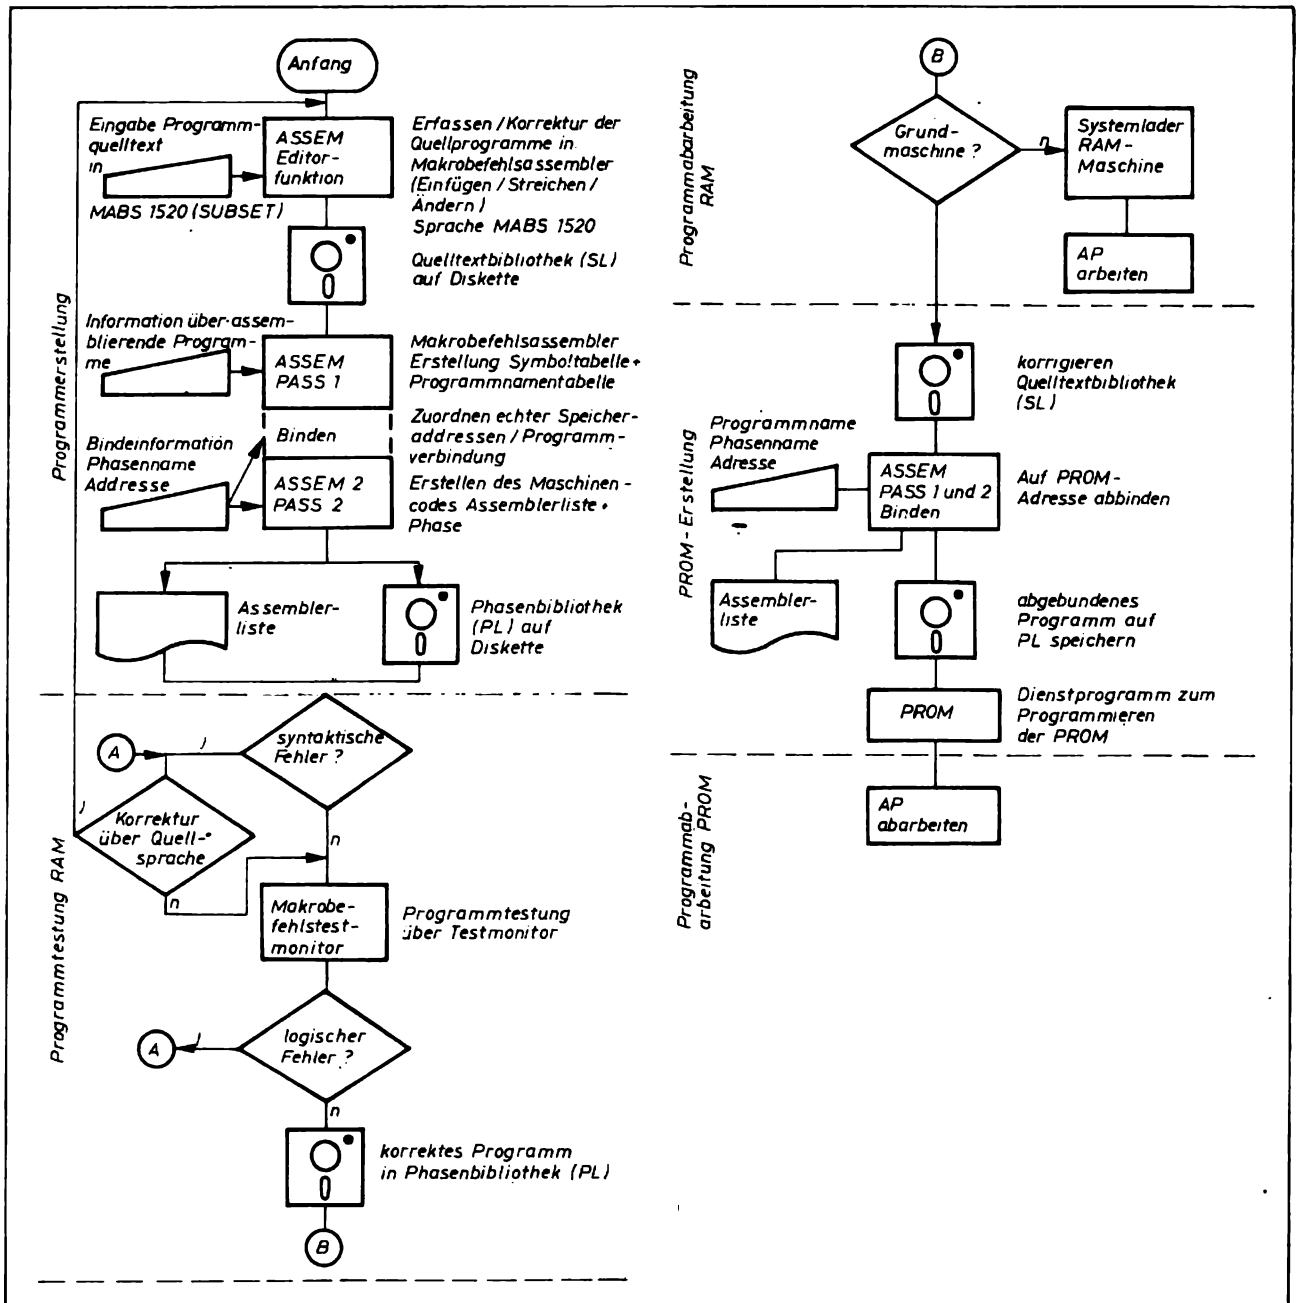 Anfang
Eingabe Programm-
quelltext
in
MABS 1520 (SUBSET)
ASSEM
Editor-
funktion
Erfassen / Korrektur der
Quellprogramme in
Makrobefehlsassembler
(Einfügen / Streichen /
Ändern)
Sprache MABS 1520
Quelltextbibliothek (SL)
auf Diskette
Programmerstellung
Information über assem-
blierende Program-
me
ASSEM
PASS 1
Makrobefehlsassembler
Erstellung Symboltabelle +
Programmnamentabelle
Binden
Zuordnen echter Speicher-
addressen / Programm-
verbindung
Bindeinformation
Phasenname
Addresse
ASSEM 2
PASS 2
Erstellen des Maschinen-
codes Assemblerliste +
Phase
Assembler-
liste
Phasenbibliothek
(PL) auf
Diskette
Programmtestung RAM
A
j
syntaktische
Fehler ?
j
Korrektur
über Quell-
sprache
n
n
Makrobe-
fehlstest-
monitor
Programmtestung
über Testmonitor
A
j
logischer
Fehler ?
n
korrektes Programm
in Phasenbibliothek (PL)
B
B
Programmabarbeitung
RAM
Grund-
maschine ?
n
Systemlader
RAM-
Maschine
AP
arbeiten
PROM-Erstellung
korrigieren
Quelltextbibliothek
(SL)
Programmname
Phasenname
Adresse
ASSEM
PASS 1 und 2
Binden
Auf PROM-
Adresse abbinden
Assembler-
liste
abgebundenes
Programm auf
PL speichern
PROM
Dienstprogramm zum
Programmieren
der PROM
Programmab-
arbeitung PROM
AP
abarbeiten